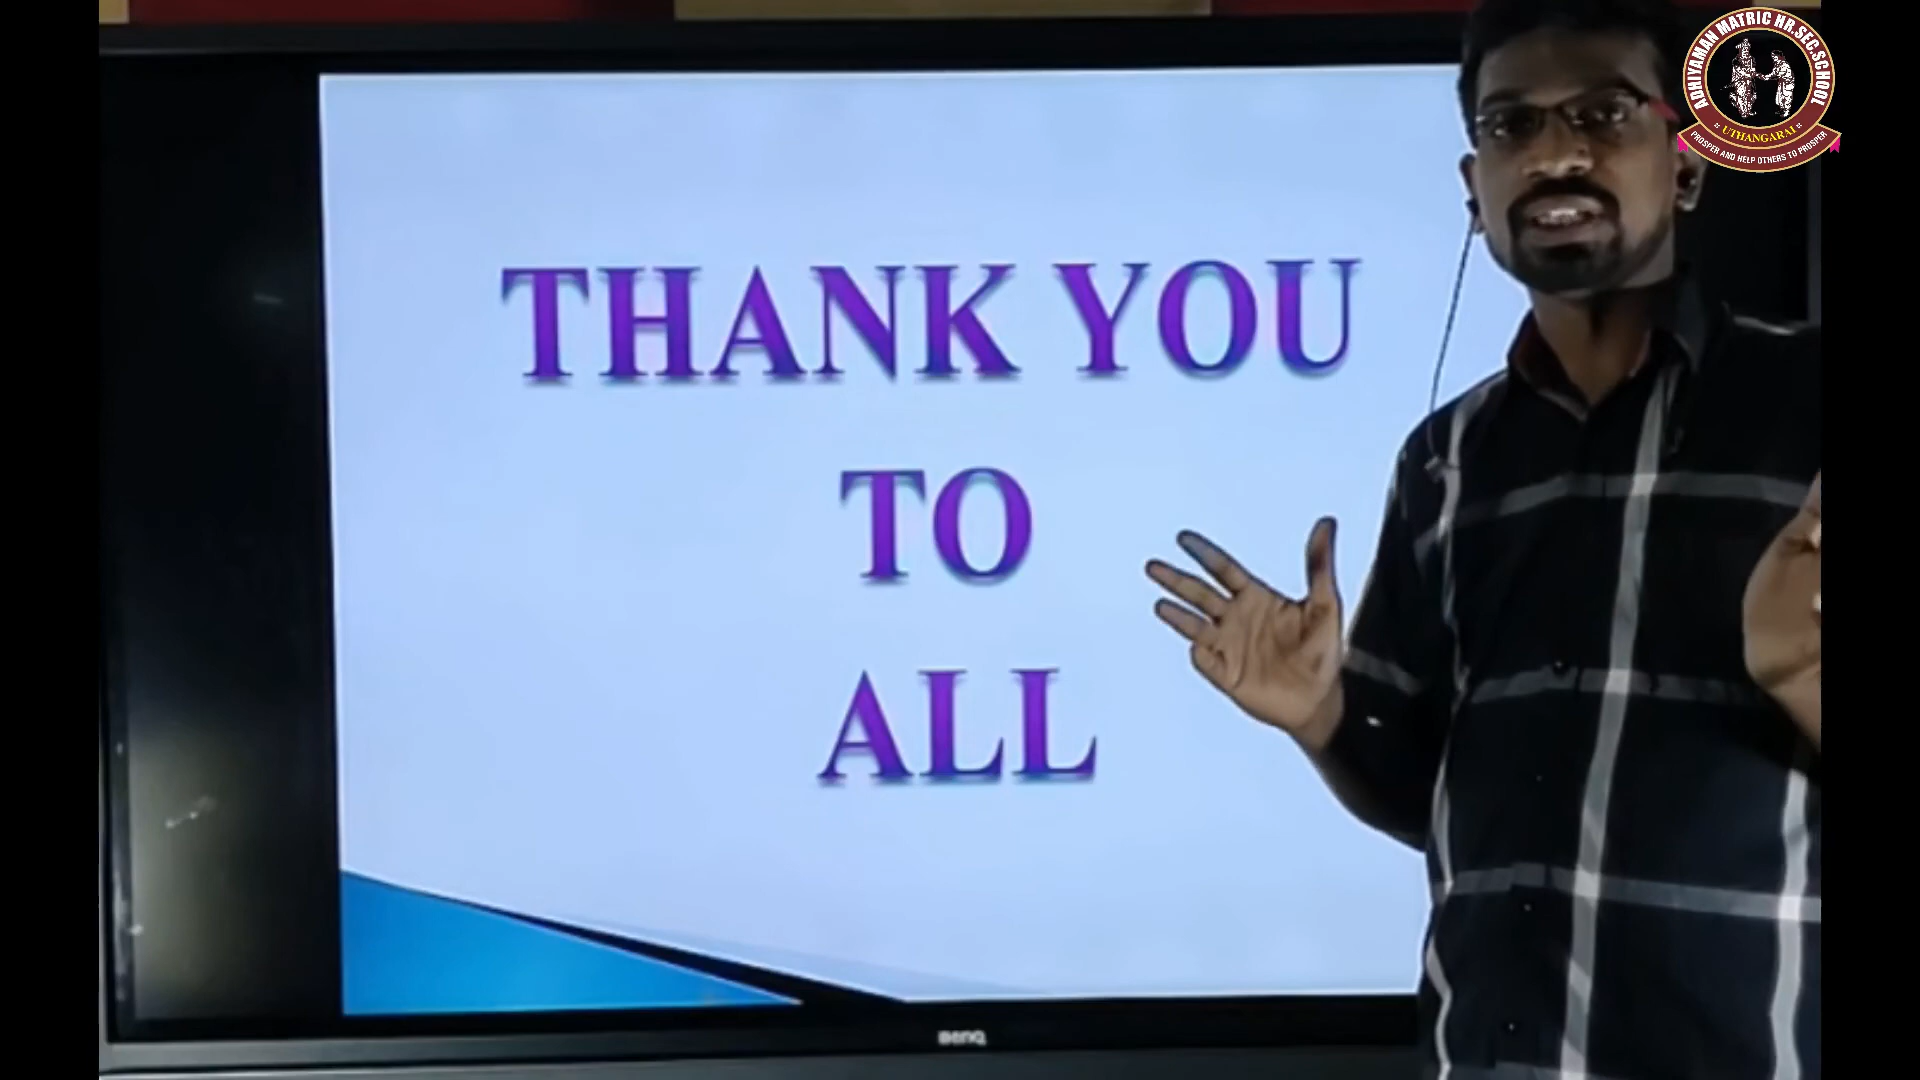 THANK YOU
TO
ALL
BenQ
ADHIYAMAN MATRIC HR.SEC.SCHOOL
UTHANGARAI
PROSPER AND HELP OTHERS TO PROSPER